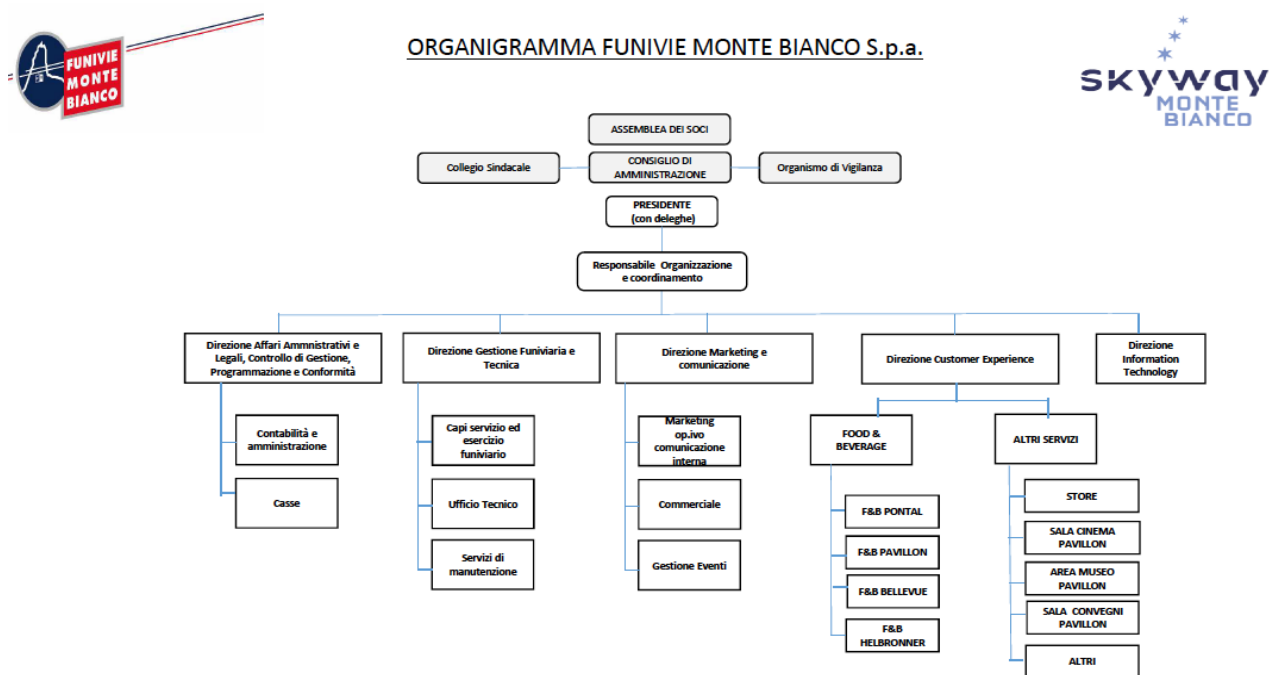 FUNIVIE
MONTE
BIANCO
ORGANIGRAMMA FUNIVIE MONTE BIANCO S.p.a.
skyway
MONTE
BIANCO
ASSEMBLEA DEI SOCI
Collegio Sindacale
CONSIGLIO DI
AMMINISTRAZIONE
Organismo di Vigilanza
PRESIDENTE
(con deleghe)
Responsabile Organizzazione
e coordinamento
Direzione Affari Ammnistrativi e
Legali, Controllo di Gestione,
Programmazione e Conformità
Direzione Gestione Funiviaria e
Tecnica
Direzione Marketing e
comunicazione
Direzione Customer Experience
Direzione
Information
Technology
Contabilità e
amministrazione
Casse
Capi servizio ed
esercizio
funiviario
Ufficio Tecnico
Servizi di
manutenzione
Marketing
op.ivo
comunicazione
interna
Commerciale
Gestione Eventi
FOOD &
BEVERAGE
F&B PONTAL
F&B PAVILLON
F&B BELLEVUE
F&B
HELBRONNER
ALTRI SERVIZI
STORE
SALA CINEMA
PAVILLON
AREA MUSEO
PAVILLON
SALA CONVEGNI
PAVILLON
ALTRI